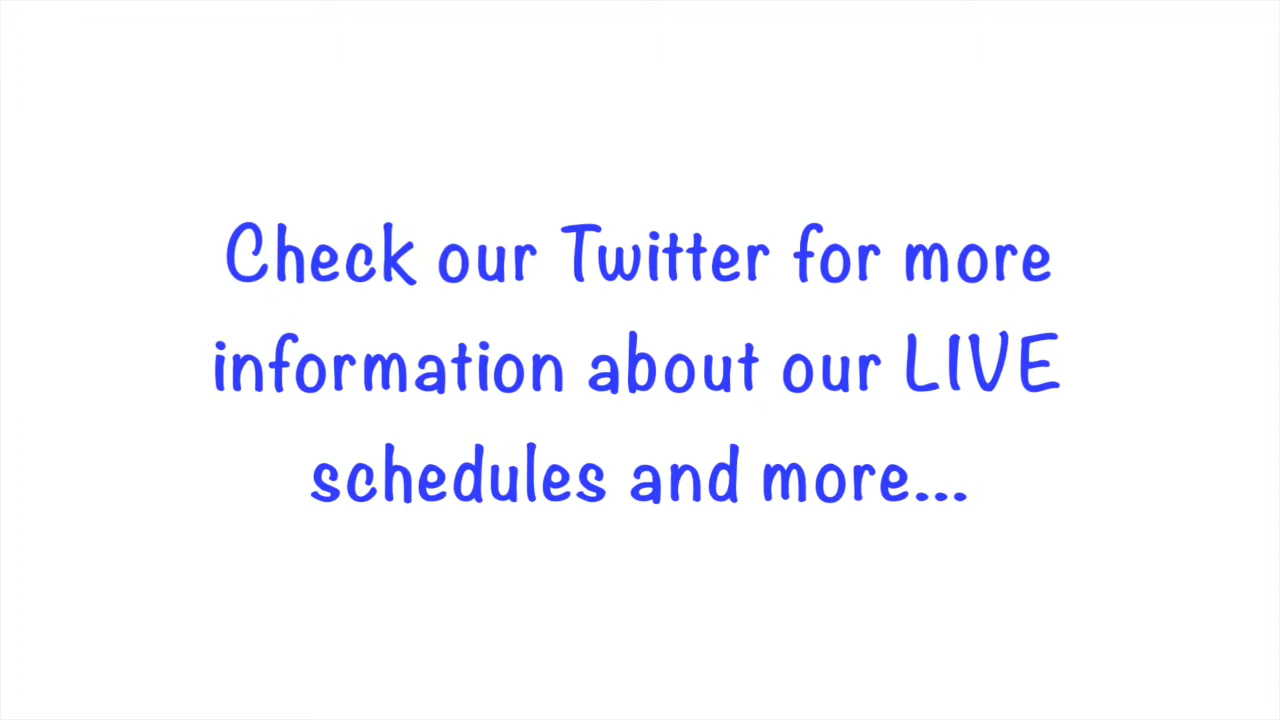 Check our Twitter for more
information about our LIVE
schedules and more...